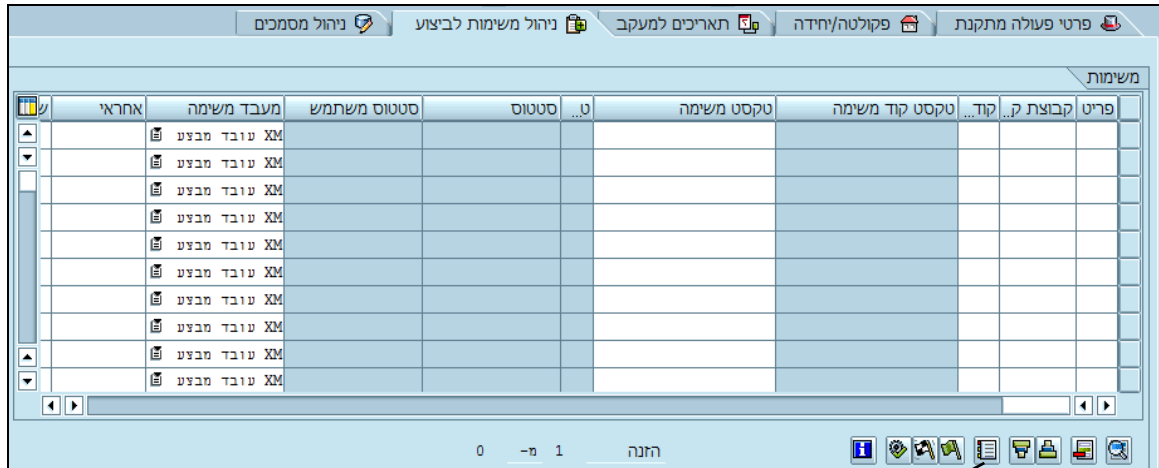 פרטי פעולה מתקנת פקולטה/יחידה תאריכים למעקב ניהול משימות לביצוע ניהול מסמכים
משימות
פריט קבוצת ק... קוד... טקסט קוד משימה טקסט משימה ט... סטטוס סטטוס משתמש מעבד משימה אחראי ש
XM עובד מבצע
XM עובד מבצע
XM עובד מבצע
XM עובד מבצע
XM עובד מבצע
XM עובד מבצע
XM עובד מבצע
XM עובד מבצע
XM עובד מבצע
XM עובד מבצע
הזנה 1 מ- 0